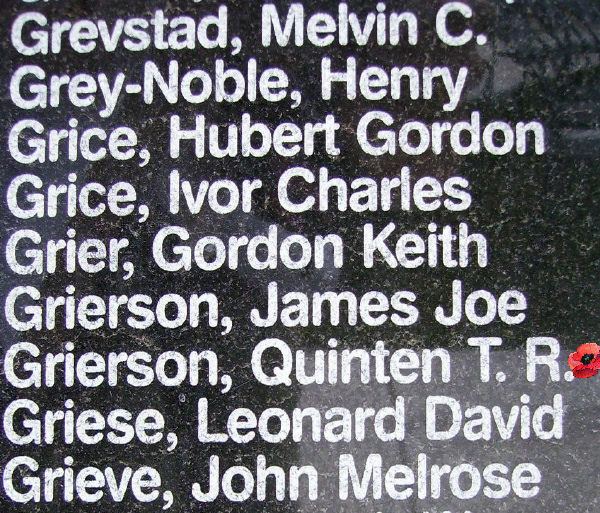 Grevstad, Melvin C.
Grey-Noble, Henry
Grice, Hubert Gordon
Grice, Ivor Charles
Grier, Gordon Keith
Grierson, James Joe
Grierson, Quinten T. R.
Griese, Leonard David
Grieve, John Melrose